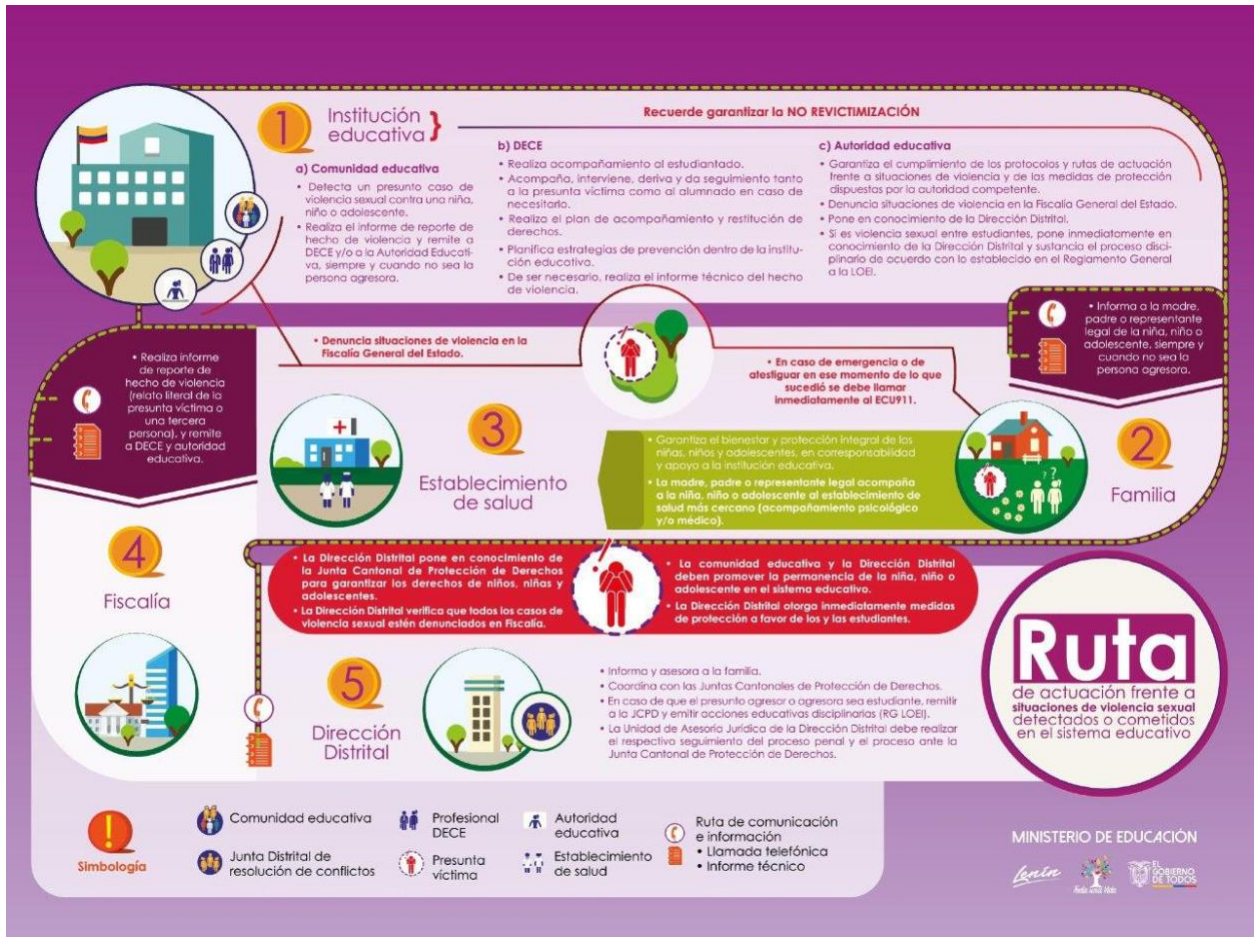 1
Institución
educativa
Recuerde garantizar la NO REVICTIMIZACIÓN
a) Comunidad educativa
• Detecta un presunto caso de
violencia sexual contra una niña,
niño o adolescente.
• Realiza el informe de reporte de
hecho de violencia y remite a
DECE y/o a la Autoridad Educati-
va, siempre y cuando no sea la
persona agresora.
b) DECE
• Realiza acompañamiento al estudiantado.
• Acompaña, interviene, deriva y da seguimiento tanto
a la presunta víctima como al alumnado en caso de
necesitarlo.
• Realiza el plan de acompañamiento y restitución de
derechos.
• Planifica estrategias de prevención dentro de la institu-
ción educativa.
• De ser necesario, realiza el informe técnico del hecho
de violencia.
c) Autoridad educativa
• Garantiza el cumplimiento de los protocolos y rutas de actuación
frente a situaciones de violencia y de las medidas de protección
dispuestas por la autoridad competente.
• Denuncia situaciones de violencia en la Fiscalía General del Estado.
• Pone en conocimiento de la Dirección Distrital.
• Si es violencia sexual entre estudiantes, pone inmediatamente en
conocimiento de la Dirección Distrital y sustancia el proceso disci-
plinario de acuerdo con lo establecido en el Reglamento General
a la LOEI.
• Informa a la madre,
padre o representante
legal de la niña, niño o
adolescente, siempre y
cuando no sea la
persona agresora.
• Denuncia situaciones de violencia en la
Fiscalía General del Estado.
• En caso de emergencia o de
atestiguar en ese momento de lo que
sucedió se debe llamar
inmediatamente al ECU911.
• Realiza informe
de reporte de
hecho de violencia
(relato literal de la
presunta víctima o
una tercera
persona), y remite
a DECE y autoridad
educativa.
2
Familia
• Garantiza el bienestar y protección integral de las
niñas, niños y adolescentes, en corresponsabilidad
y apoyo a la institución educativa.
• La madre, padre o representante legal acompaña
a la niña, niño o adolescente al establecimiento de
salud más cercano (acompañamiento psicológico
y/o médico).
3
Establecimiento
de salud
4
Fiscalía
• La Dirección Distrital pone en conocimiento de
la Junta Cantonal de Protección de Derechos
para garantizar los derechos de niños, niñas y
adolescentes.
• La Dirección Distrital verifica que todos los casos de
violencia sexual estén denunciados en Fiscalía.
• La comunidad educativa y la Dirección Distrital
deben promover la permanencia de la niña, niño o
adolescente en el sistema educativo.
• La Dirección Distrital otorga inmediatamente medidas
de protección a favor de los y las estudiantes.
5
Dirección
Distrital
• Informa y asesora a la familia.
• Coordina con las Juntas Cantonales de Protección de Derechos.
• En caso de que el presunto agresor o agresora sea estudiante, remitir
a la JCPD y emitir acciones educativas disciplinarias (RG LOEI).
• La Unidad de Asesoría Jurídica de la Dirección Distrital debe realizar
el respectivo seguimiento del proceso penal y el proceso ante la
Junta Cantonal de Protección de Derechos.
Ruta
de actuación frente a
situaciones de violencia sexual
detectados o cometidos
en el sistema educativo
Simbología
Comunidad educativa
Junta Distrital de
resolución de conflictos
Profesional
DECE
Presunta
víctima
Autoridad
educativa
Establecimiento
de salud
Ruta de comunicación
e información
• Llamada telefónica
• Informe técnico
MINISTERIO DE EDUCACIÓN
Lenín
Toda una Vida
EL
GOBIERNO
DE TODOS